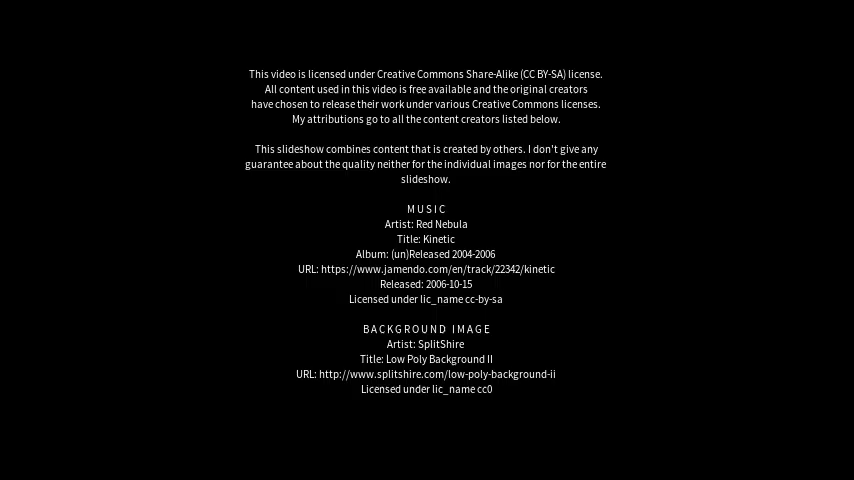 This video is licensed under Creative Commons Share-Alike (CC BY-SA) license.
All content used in this video is free available and the original creators
have chosen to release their work under various Creative Commons licenses.
My attributions go to all the content creators listed below.
This slideshow combines content that is created by others. I don't give any
guarantee about the quality neither for the individual images nor for the entire
slideshow.
MUSIC
Artist: Red Nebula
Title: Kinetic
Album: (un)Released 2004-2006
URL: https://www.jamendo.com/en/track/22342/kinetic
Released: 2006-10-15
Licensed under lic_name cc-by-sa
BACKGROUND IMAGE
Artist: SplitShire
Title: Low Poly Background II
URL: http://www.splitshire.com/low-poly-background-ii
Licensed under lic_name cc0